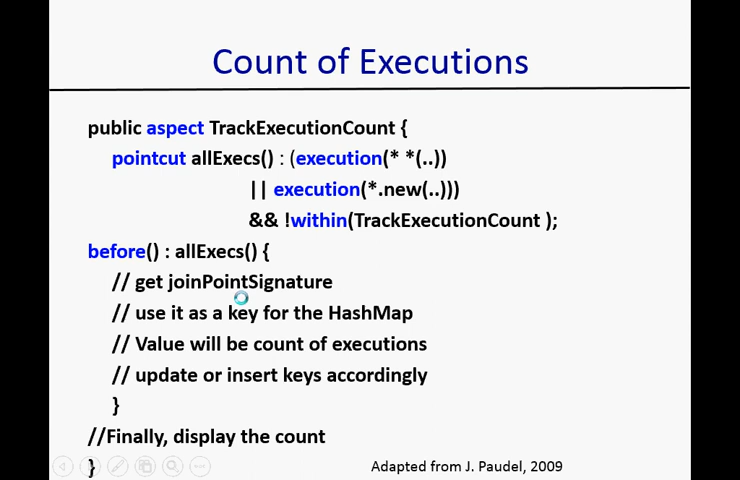 Count of Executions
public aspect TrackExecutionCount {
pointcut allExecs() : (execution(* *(..))
|| execution(*.new(..)))
&& !within(TrackExecutionCount );
before() : allExecs() {
// get joinPointSignature
// use it as a key for the HashMap
// Value will be count of executions
// update or insert keys accordingly
}
//Finally, display the count
}
Adapted from J. Paudel, 2009